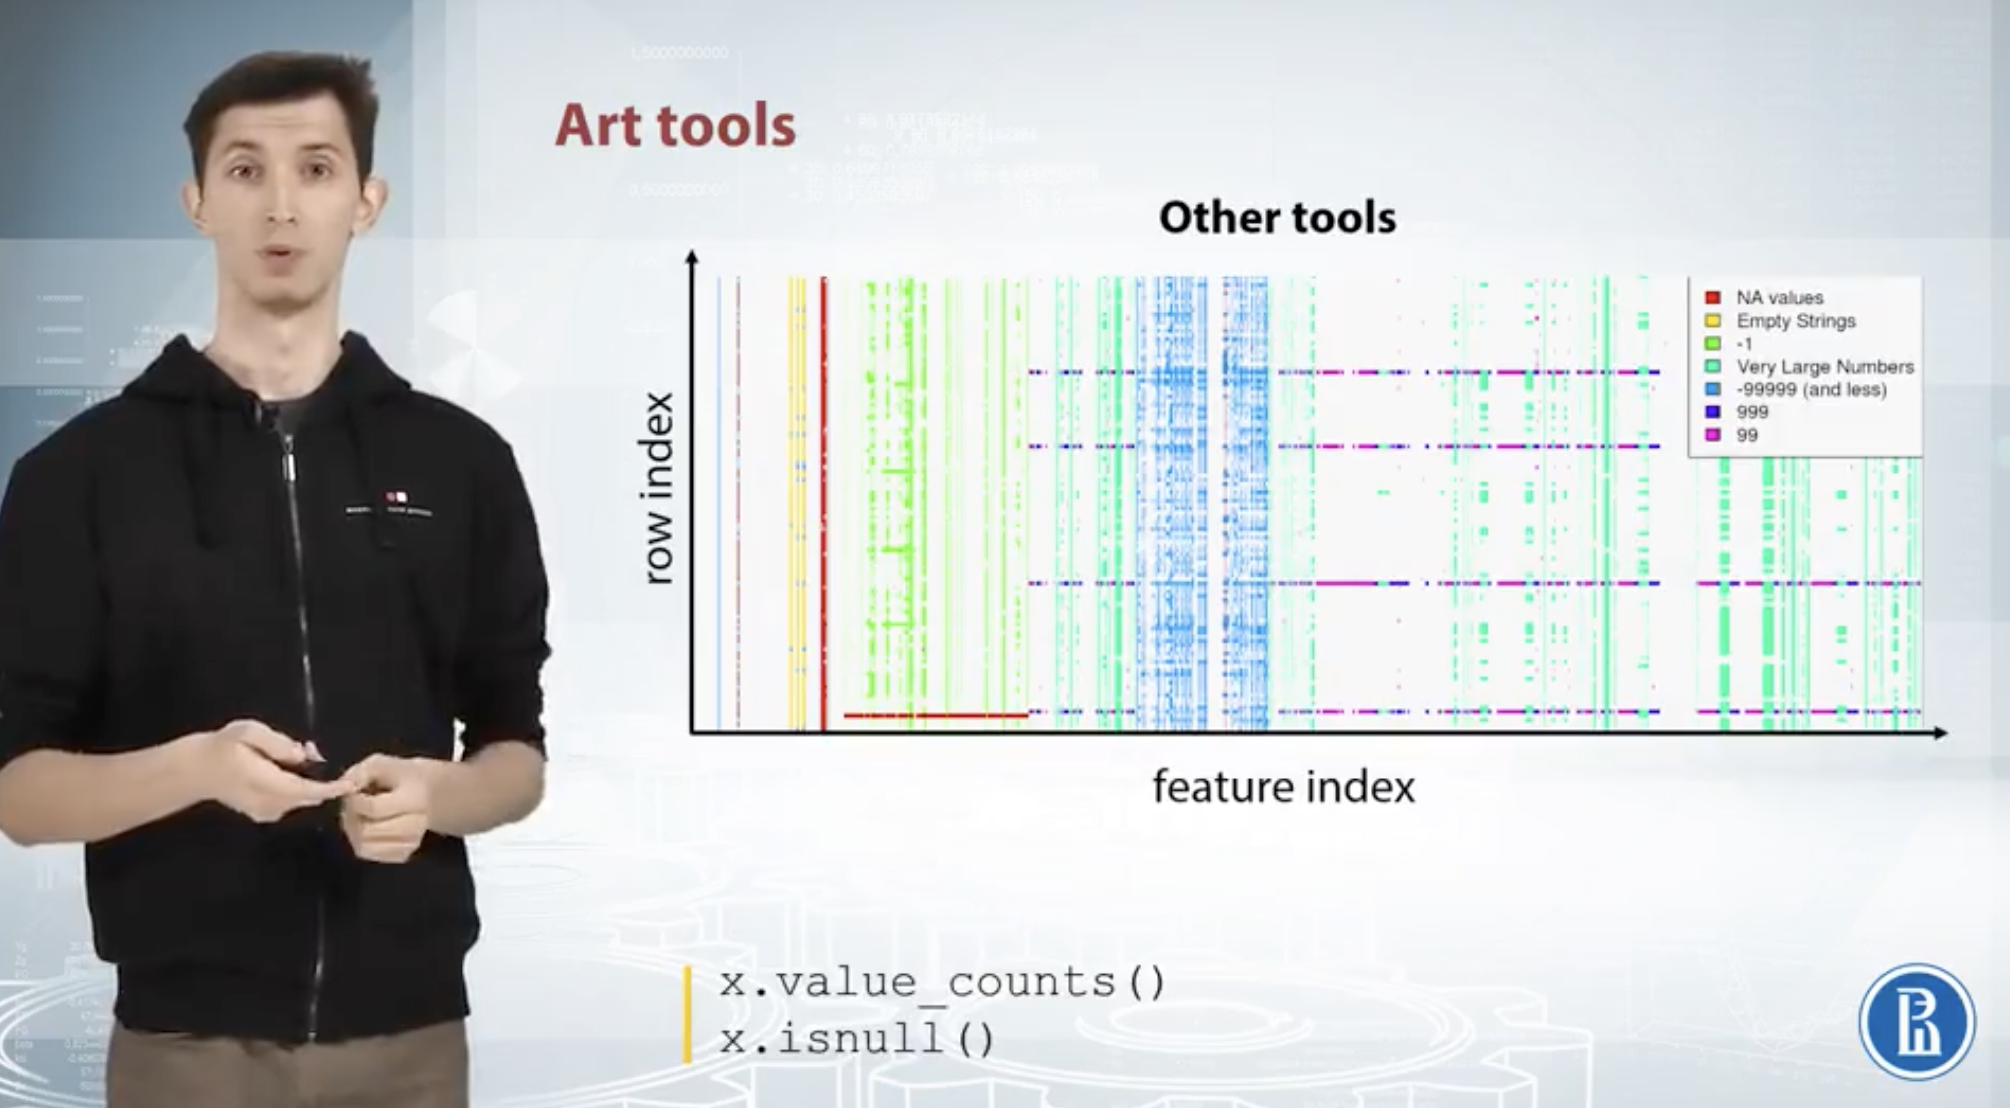 Art tools
Other tools
row index
NA values
Empty Strings
-1
Very Large Numbers
-99999 (and less)
999
99
feature index
x.value_counts()
x.isnull()